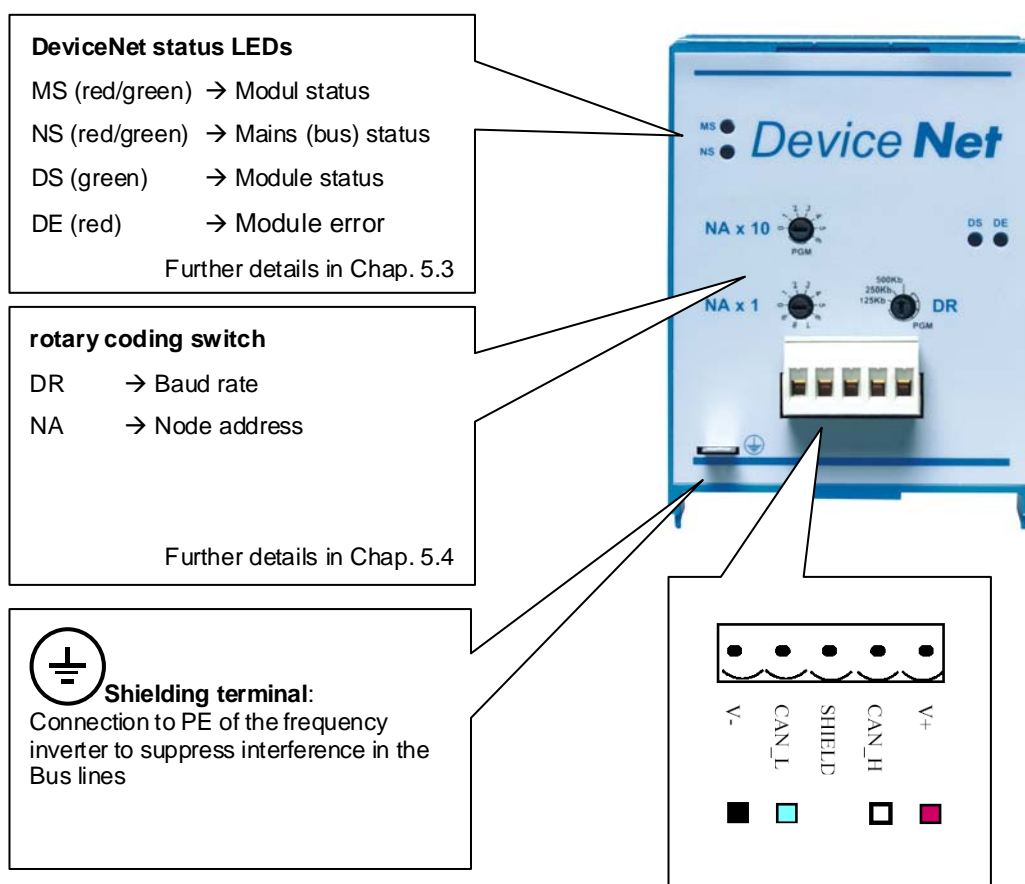 DeviceNet status LEDs
MS (red/green) → Modul status
NS (red/green) → Mains (bus) status
DS (green) → Module status
DE (red) → Module error
Further details in Chap. 5.3
rotary coding switch
DR → Baud rate
NA → Node address
Further details in Chap. 5.4
Shielding terminal:
Connection to PE of the frequency
inverter to suppress interference in the
Bus lines
MS
NS
Device Net
NA x 10
PGM
DS DE
NA x 1
500Kb
250Kb
125Kb
DR
PGM
V-
CAN_L
SHIELD
CAN_H
V+